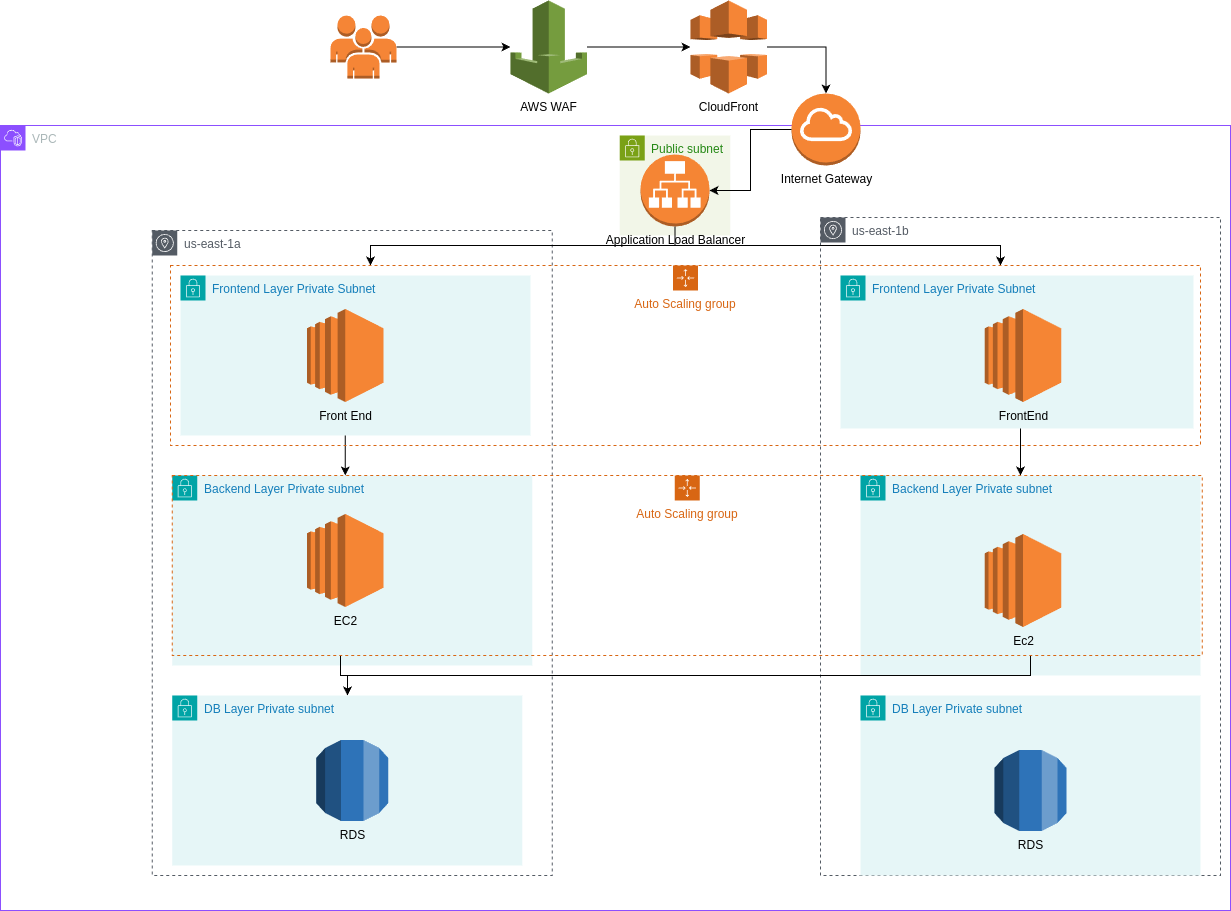 AWS WAF
CloudFront
VPC
Public subnet
Internet Gateway
Application Load Balancer
us-east-1a
us-east-1b
Frontend Layer Private Subnet
Auto Scaling group
Frontend Layer Private Subnet
Front End
FrontEnd
Backend Layer Private subnet
Auto Scaling group
Backend Layer Private subnet
EC2
Ec2
DB Layer Private subnet
DB Layer Private subnet
RDS
RDS